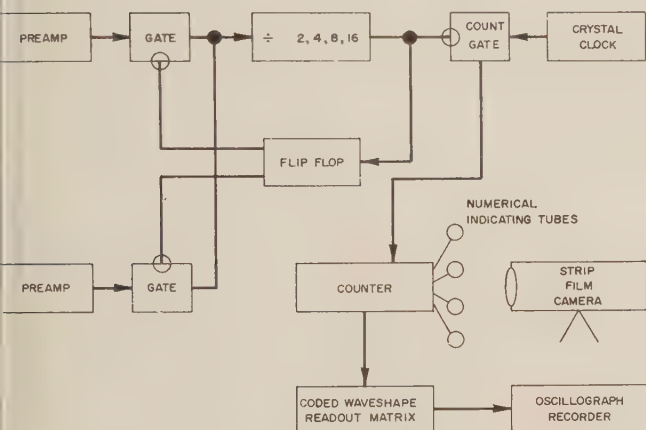 PREAMP
GATE
÷ 2,4,8,16
COUNT
GATE
CRYSTAL
CLOCK
FLIP FLOP
NUMERICAL
INDICATING TUBES
PREAMP
GATE
COUNTER
STRIP
FILM
CAMERA
CODED WAVESHAPE
READOUT MATRIX
OSCILLOGRAPH
RECORDER